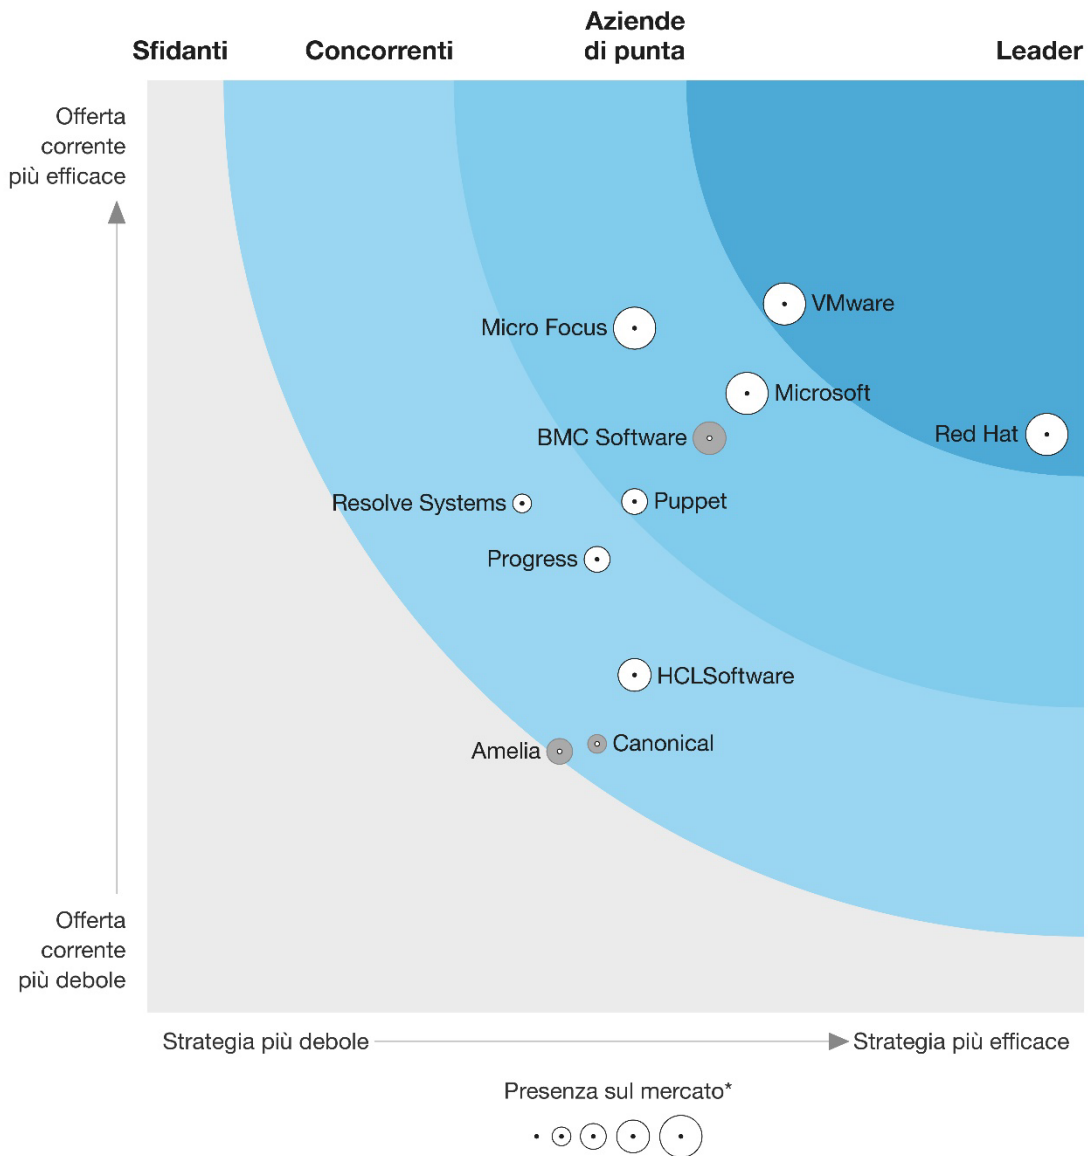 Sfidanti
Concorrenti
Aziende
di punta
Leader
Offerta
corrente
più efficace
VMware
Micro Focus
Microsoft
BMC Software
Red Hat
Resolve Systems
Puppet
Progress
HCLSoftware
Amelia
Canonical
Offerta
corrente
più debole
Strategia più debole
Strategia più efficace
Presenza sul mercato*